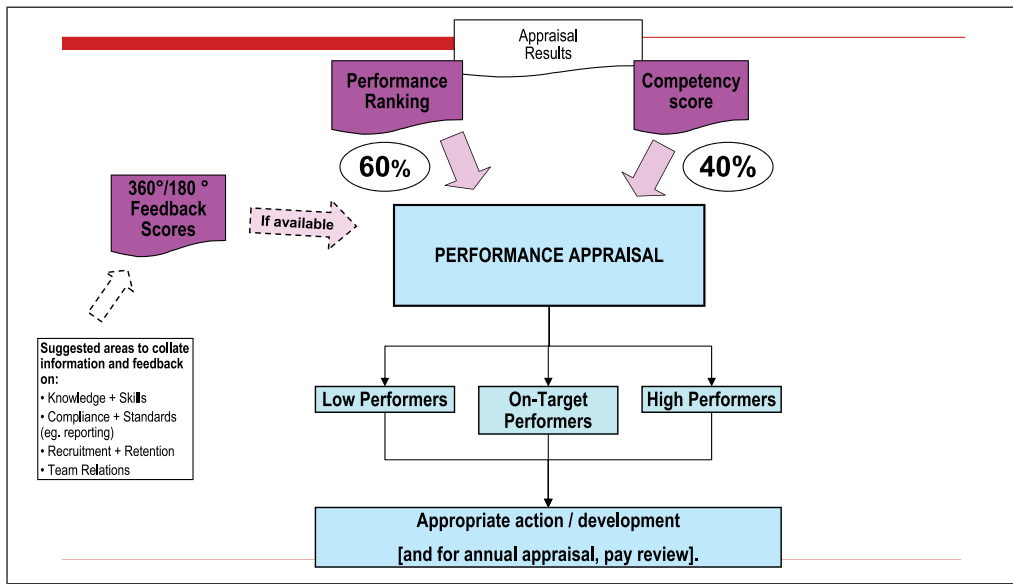 Appraisal
Results
Performance
Ranking
Competency
score
60%
40%
360°/180 °
Feedback
Scores
If available
PERFORMANCE APPRAISAL
Suggested areas to collate
information and feedback
on:
• Knowledge + Skills
• Compliance + Standards
(eg. reporting)
• Recruitment + Retention
• Team Relations
Low Performers
On-Target
Performers
High Performers
Appropriate action / development
[and for annual appraisal, pay review].